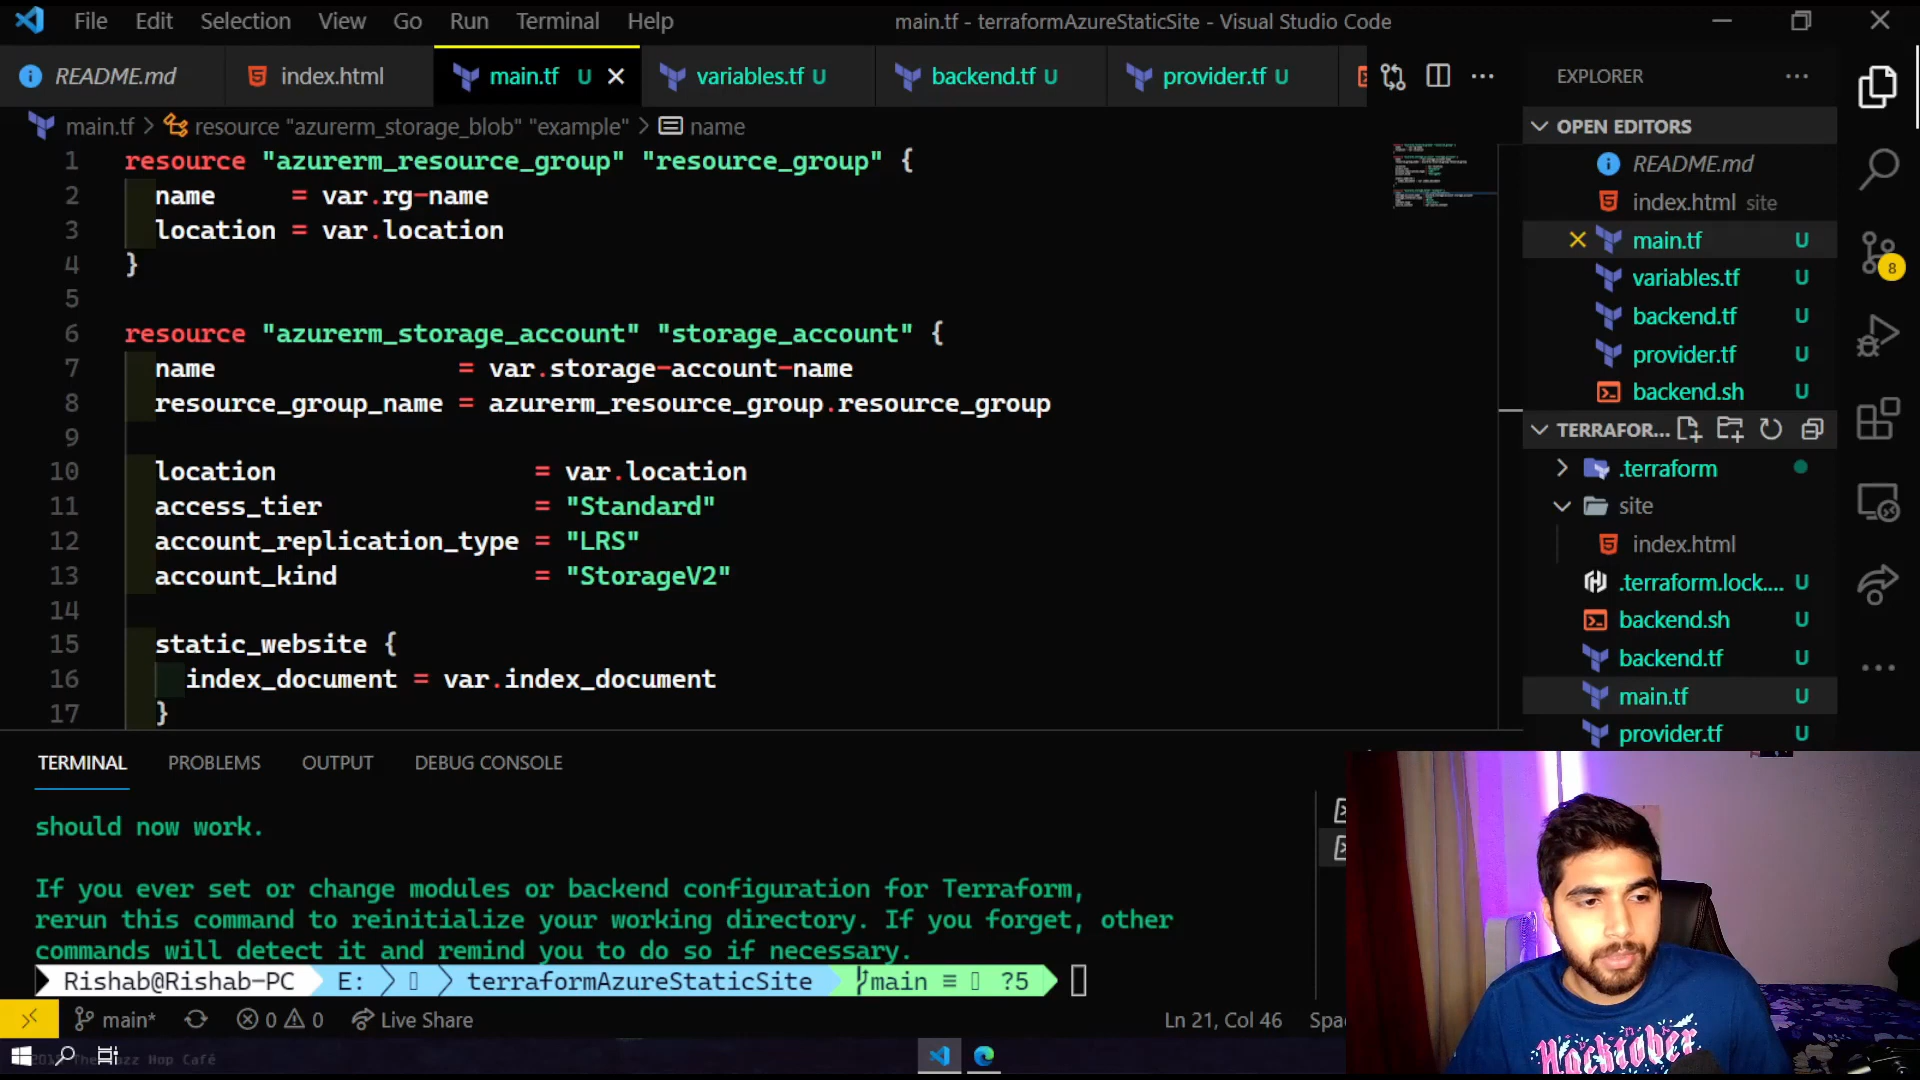 File Edit Selection View Go Run Terminal Help
main.tf - terraformAzureStaticSite - Visual Studio Code
README.md index.html main.tf U variables.tf U backend.tf U provider.tf U
main.tf > resource "azurerm_storage_blob" "example" > name
1 resource "azurerm_resource_group" "resource_group" {
2 name = var.rg-name
3 location = var.location
4 }
5
6 resource "azurerm_storage_account" "storage_account" {
7 name = var.storage-account-name
8 resource_group_name = azurerm_resource_group.resource_group
9
10 location = var.location
11 access_tier = "Standard"
12 account_replication_type = "LRS"
13 account_kind = "StorageV2"
14
15 static_website {
16 index_document = var.index_document
17 }
EXPLORER
OPEN EDITORS
README.md
index.html site
main.tf U
variables.tf U
backend.tf U
provider.tf U
backend.sh U
TERRAFOR...
.terraform
site
index.html
.terraform.lock.... U
backend.sh U
backend.tf U
main.tf U
provider.tf U
8
TERMINAL PROBLEMS OUTPUT DEBUG CONSOLE
should now work.
If you ever set or change modules or backend configuration for Terraform,
rerun this command to reinitialize your working directory. If you forget, other
commands will detect it and remind you to do so if necessary.
Rishab@Rishab-PC E: terraformAzureStaticSite main ≡ ?5
main* 0 0 Live Share Ln 21, Col 46 Spa
Hop Café
Hacktober